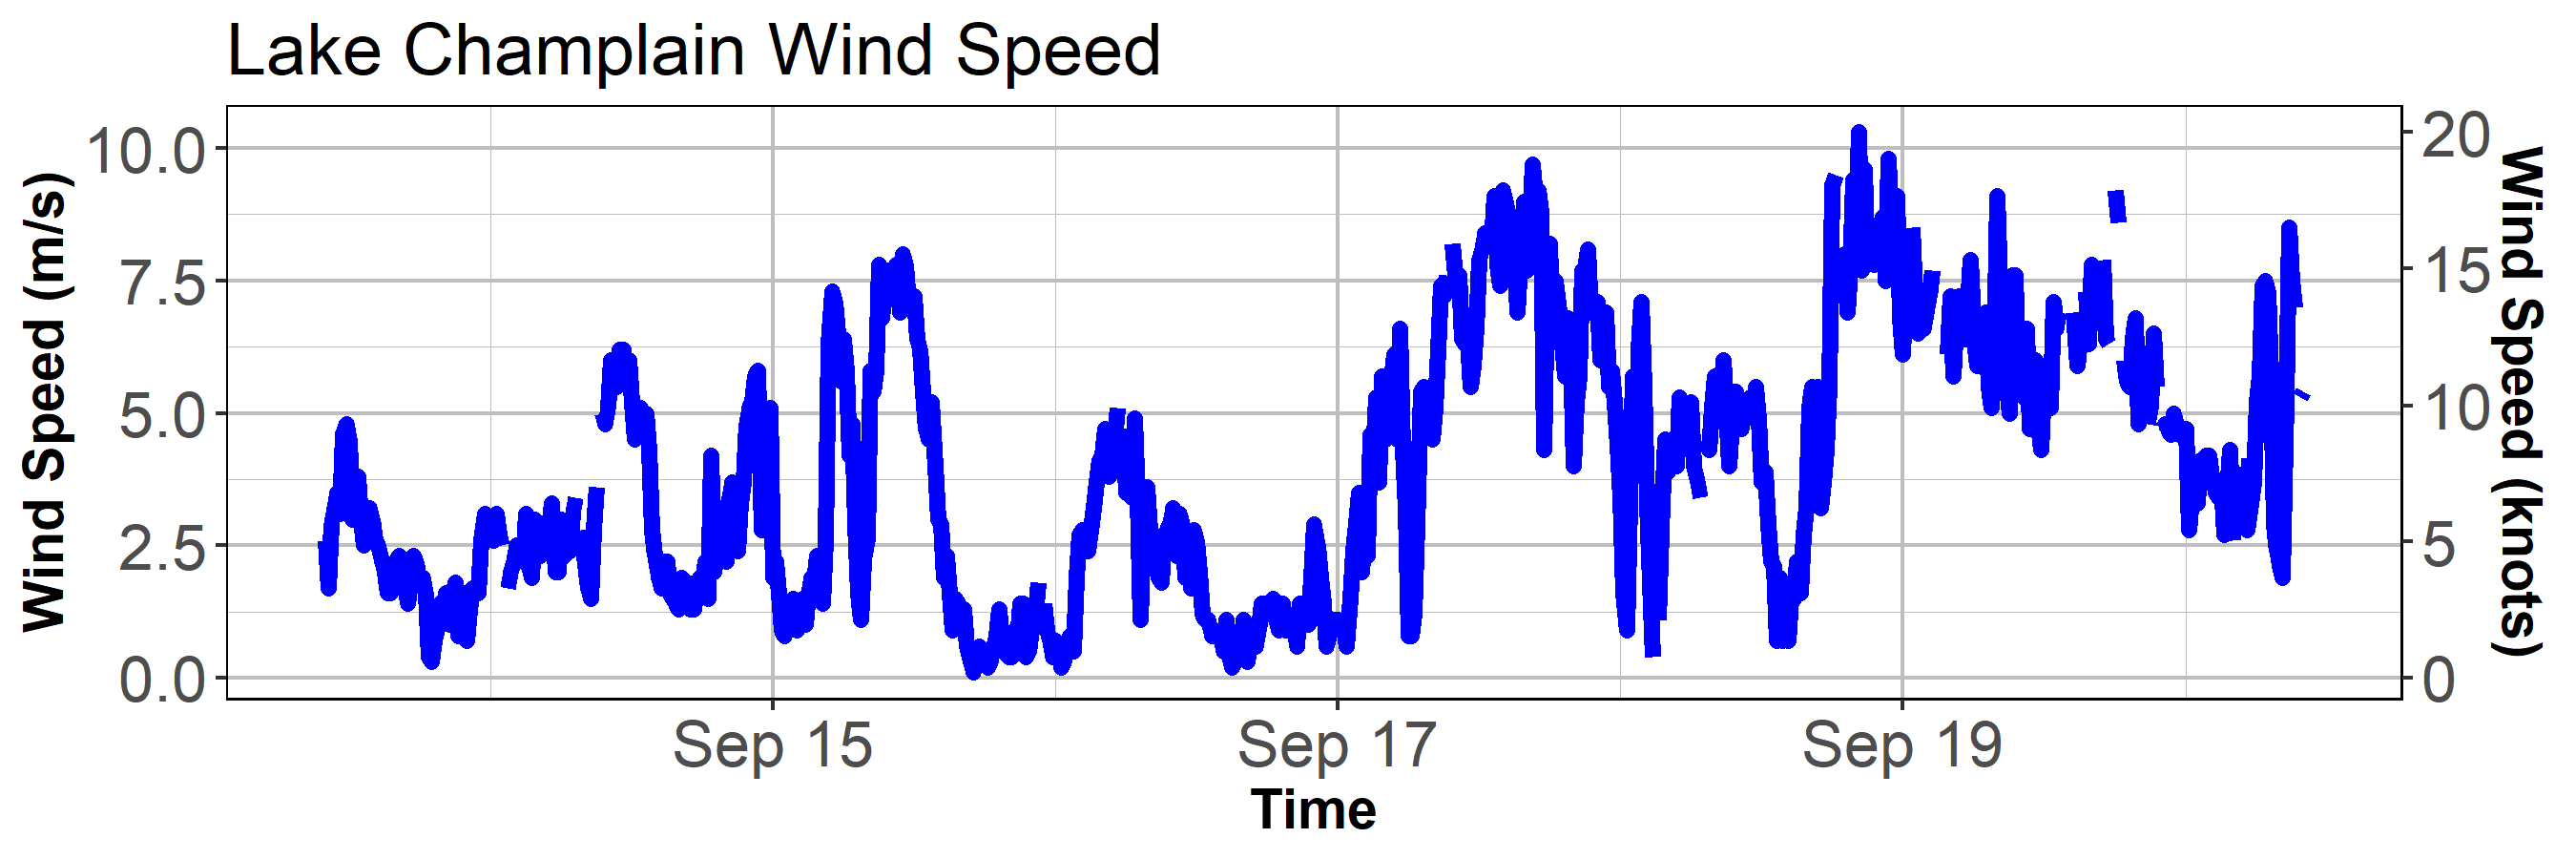 Lake Champlain Wind Speed
Wind Speed (m/s)
10.0
7.5
5.0
2.5
0.0
20
15
10
5
0
Wind Speed (knots)
Sep 15
Sep 17
Sep 19
Time